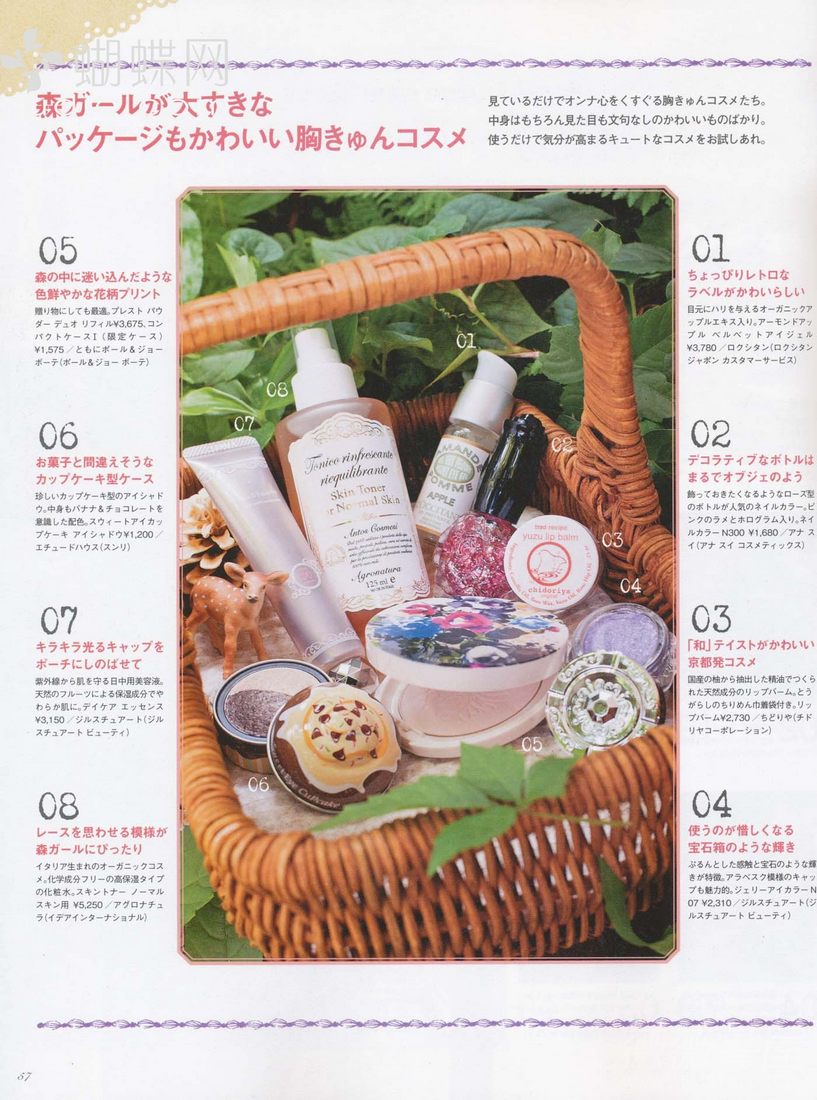 蝴蝶网
森ガールが大すきな
パッケージもかわいい胸きゅんコスメ
見ているだけでオンナ心をくすぐる胸きゅんコスメたち。
中身はもちろん見た目も文句なしのかわいいものばかり。
使うだけで気分が高まるキュートなコスメをお試しあれ。
01
ちょっぴりレトロな
ラベルがかわいらしい
目元にハリを与えるオーガニックア
ップルエキス入り。アーモンドアッ
プル ベルベットアイジェル
¥3,780／ロクシタン(ロクシタン
ジャポン カスタマーサービス)
02
デコラティブなボトルは
まるでオブジェのよう
飾っておきたくなるようなローズ型
のボトルが人気のネイルカラー。ピ
ンクのラメとホログラム入り。ネイ
ルカラー N300 ¥1,680／アナ ス
イ(アナ スイ コスメティックス)
03
「和」テイストがかわいい
京都発コスメ
国産の柚から抽出した精油でつくら
れた天然成分のリップバーム。とう
がらしのちりめん巾着袋付き。リッ
プバーム¥2,730／ちどりや(チド
リヤコーポレーション)
04
使うのが惜しくなる
宝石箱のような輝き
ぷるんとした感触と宝石のような輝
きが特徴。アラベスク模様のキャッ
プも魅力的。ジェリーアイカラー N
07 ¥2,310／ジルスチュアート(ジ
ルスチュアート ビューティ)
05
森の中に迷い込んだような
色鮮やかな花柄プリント
贈り物にしても最適。プレスト パウ
ダー デュオ リフィル¥3,675、コン
パクトケースI(限定ケース)
¥1,575／ともにポール＆ジョー
ボーテ(ポール＆ジョー ボーテ)
06
お菓子と間違えそうな
カップケーキ型ケース
珍しいカップケーキ型のアイシャド
ウ。中身もバナナ＆チョコレートを
意識した配色。スウィートアイカッ
プケーキ アイシャドウ¥1,200／
エチュードハウス(スンリ)
07
キラキラ光るキャップを
ポーチにしのばせて
紫外線から肌を守る日中用美容液。
天然のフルーツによる保湿成分でや
わらか肌に。デイケア エッセンス
¥3,150／ジルスチュアート(ジル
スチュアート ビューティ)
08
レースを思わせる模様が
森ガールにぴったり
イタリア生まれのオーガニックコス
メ。化学成分フリーの高保湿タイプ
の化粧水。スキントナー ノーマル
スキン用 ¥5,250／アグロナチュ
ラ(イデアインターナショナル)
01
02
03
04
05
06
07
08
Tonico rinfrescante
riequilibrante
Skin Toner
for Normal Skin
Antos Cosmesi
Agronatura
125 ml e
AMANDE
POMME
APPLE
L'OCCITANE
yuzu lip balm
chidoriya
Eye CupCake
57